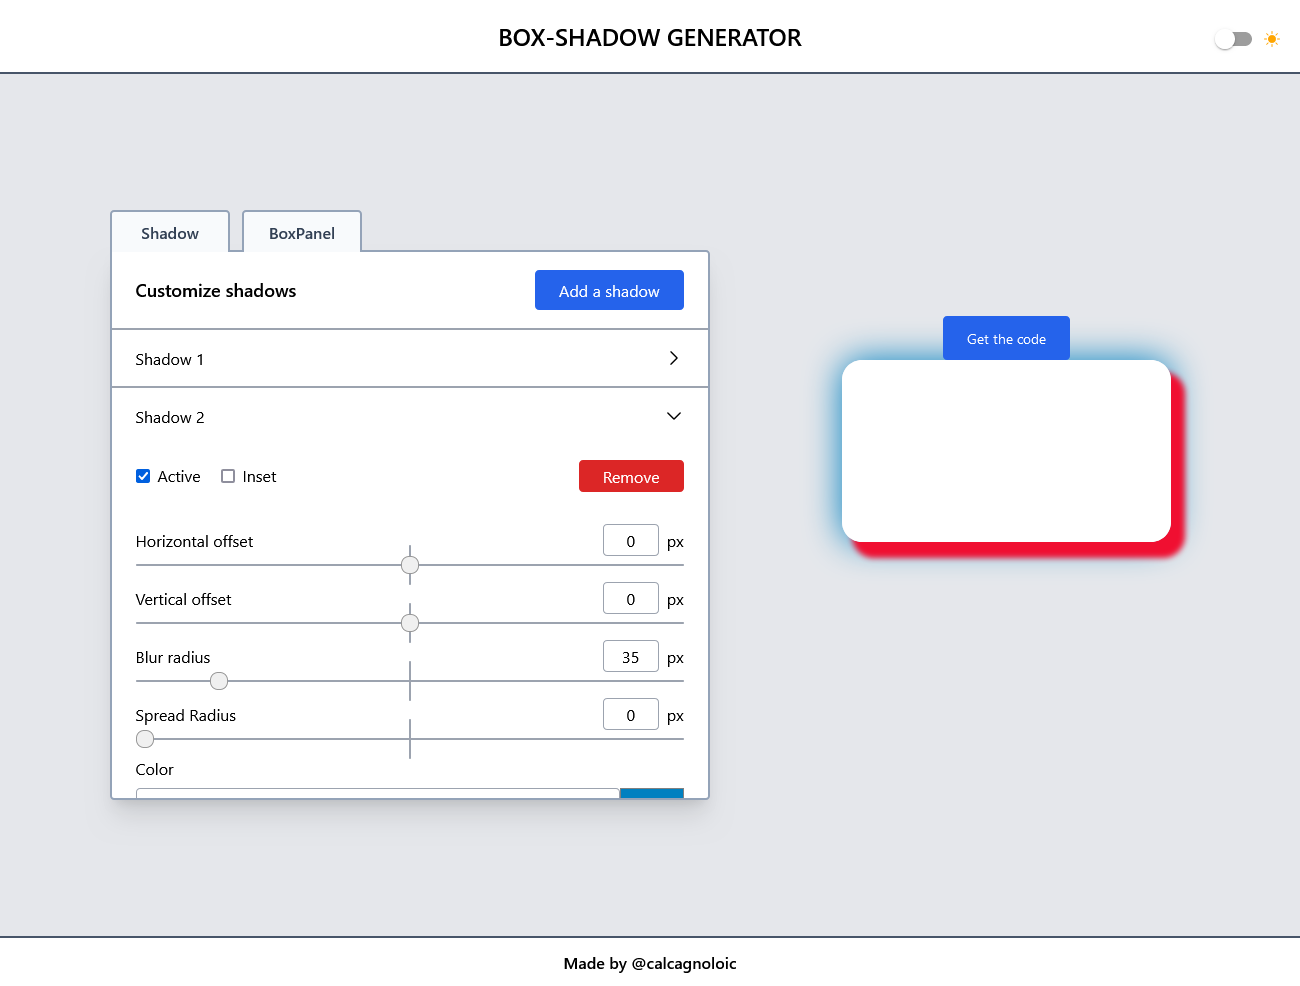 BOX-SHADOW GENERATOR
Shadow
BoxPanel
Customize shadows
Add a shadow
Shadow 1
Shadow 2
Active
Inset
Remove
Horizontal offset
0 px
Vertical offset
0 px
Blur radius
35 px
Spread Radius
0 px
Color
Get the code
Made by @calcagnoloic